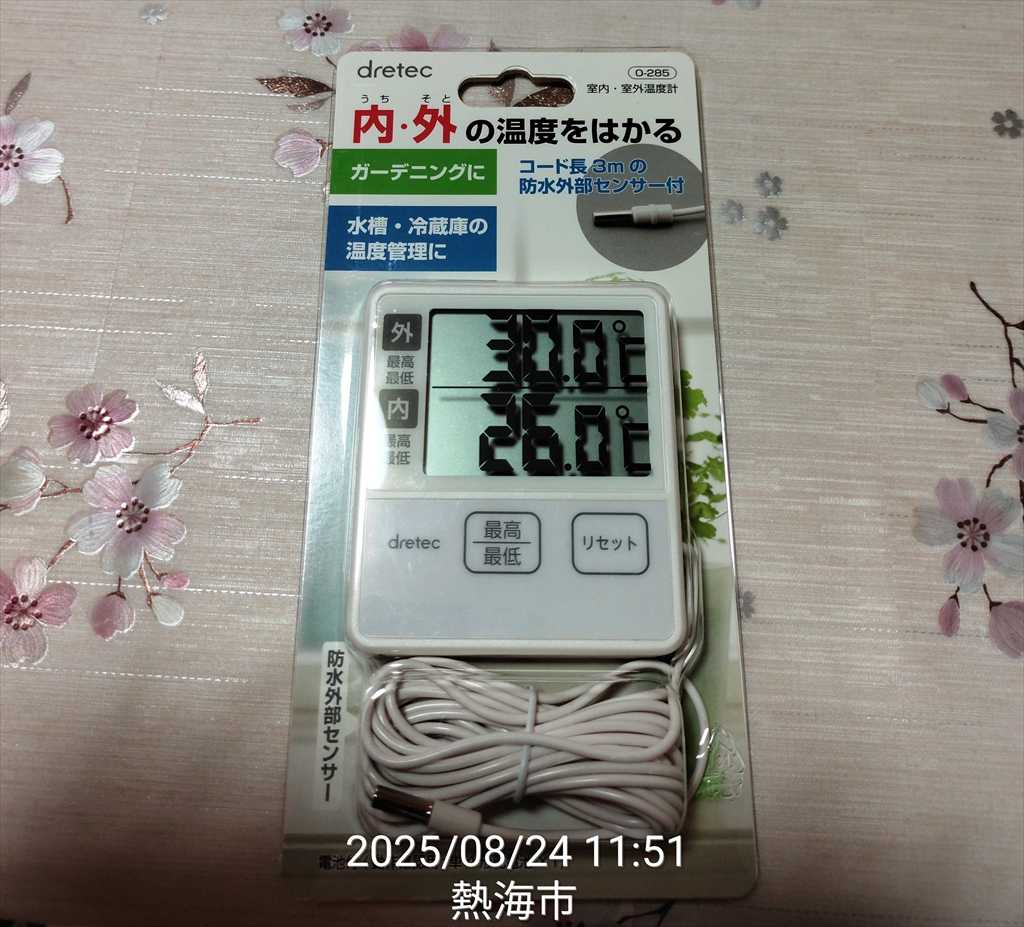 dretec
O-285
室内・室外温度計
うち そと
内・外の温度をはかる
ガーデニングに
コード長3mの
防水外部センサー付
水槽・冷蔵庫の
温度管理に
外
30.0℃
最高
最低
内
26.0℃
最高
最低
dretec
最高
最低
リセット
防水外部センサー
2025/08/24 11:51
熱海市